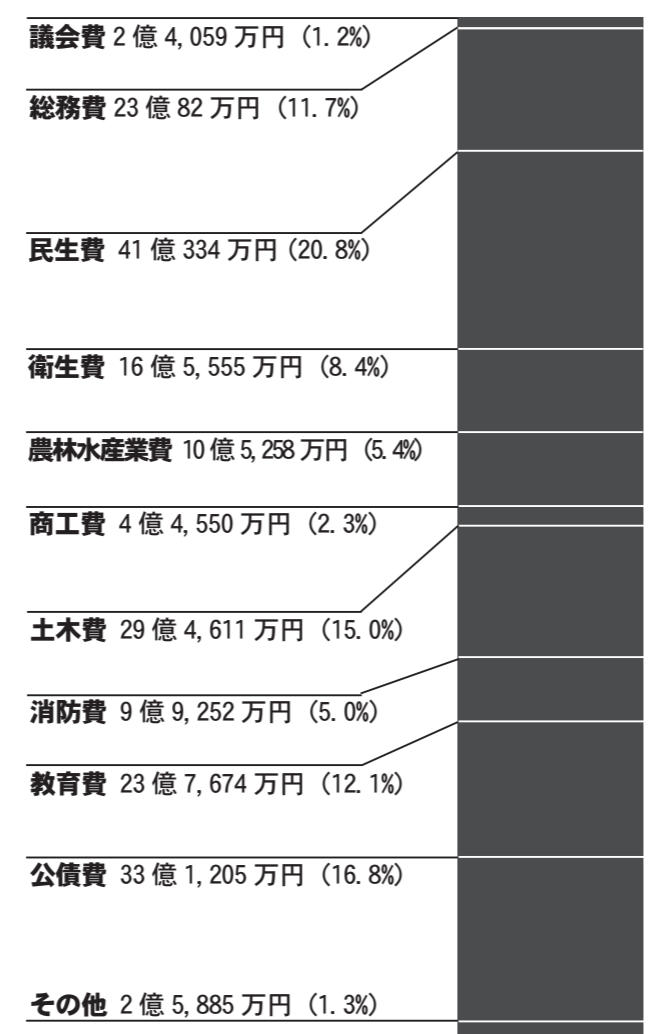 議会費 2 億 4,059 万円 (1.2%)
総務費 23 億 82 万円 (11.7%)
民生費 41 億 334 万円 (20.8%)
衛生費 16 億 5,555 万円 (8.4%)
農林水産業費 10 億 5,258 万円 (5.4%)
商工費 4 億 4,550 万円 (2.3%)
土木費 29 億 4,611 万円 (15.0%)
消防費 9 億 9,252 万円 (5.0%)
教育費 23 億 7,674 万円 (12.1%)
公債費 33 億 1,205 万円 (16.8%)
その他 2 億 5,885 万円 (1.3%)